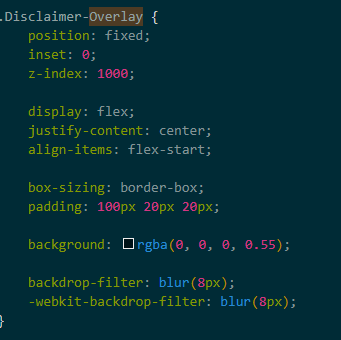 .Disclaimer-Overlay {
position: fixed;
inset: 0;
z-index: 1000;
display: flex;
justify-content: center;
align-items: flex-start;
box-sizing: border-box;
padding: 100px 20px 20px;
background: rgba(0, 0, 0, 0.55);
backdrop-filter: blur(8px);
-webkit-backdrop-filter: blur(8px);
}